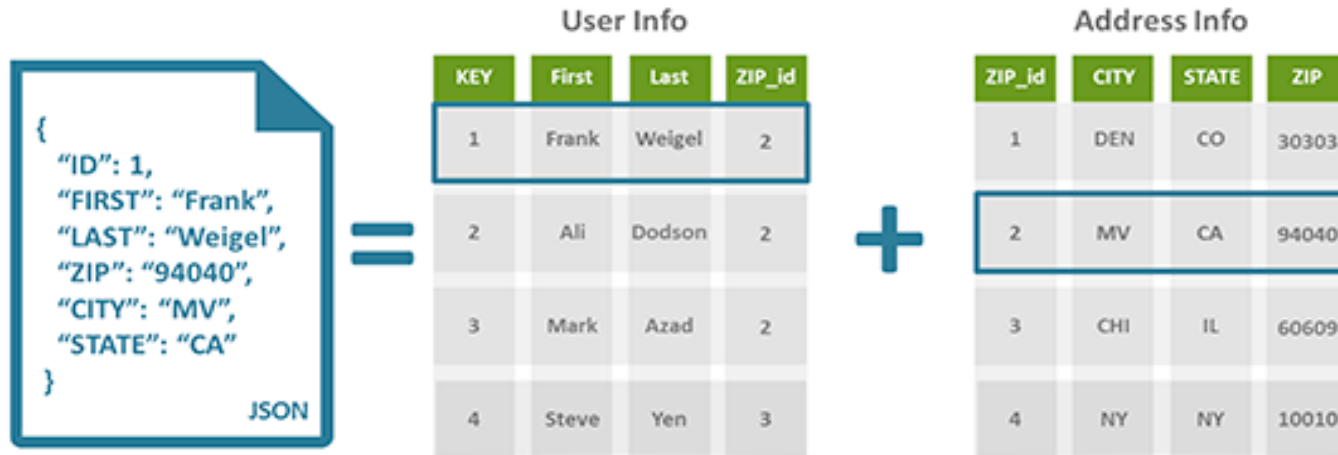 {
“ID”: 1,
“FIRST”: “Frank”,
“LAST”: “Weigel”,
“ZIP”: “94040”,
“CITY”: “MV”,
“STATE”: “CA”
}
JSON
=
User Info
KEY First Last ZIP_id
1 Frank Weigel 2
2 Ali Dodson 2
3 Mark Azad 2
4 Steve Yen 3
+
Address Info
ZIP_id CITY STATE ZIP
1 DEN CO 30303
2 MV CA 94040
3 CHI IL 60609
4 NY NY 10010